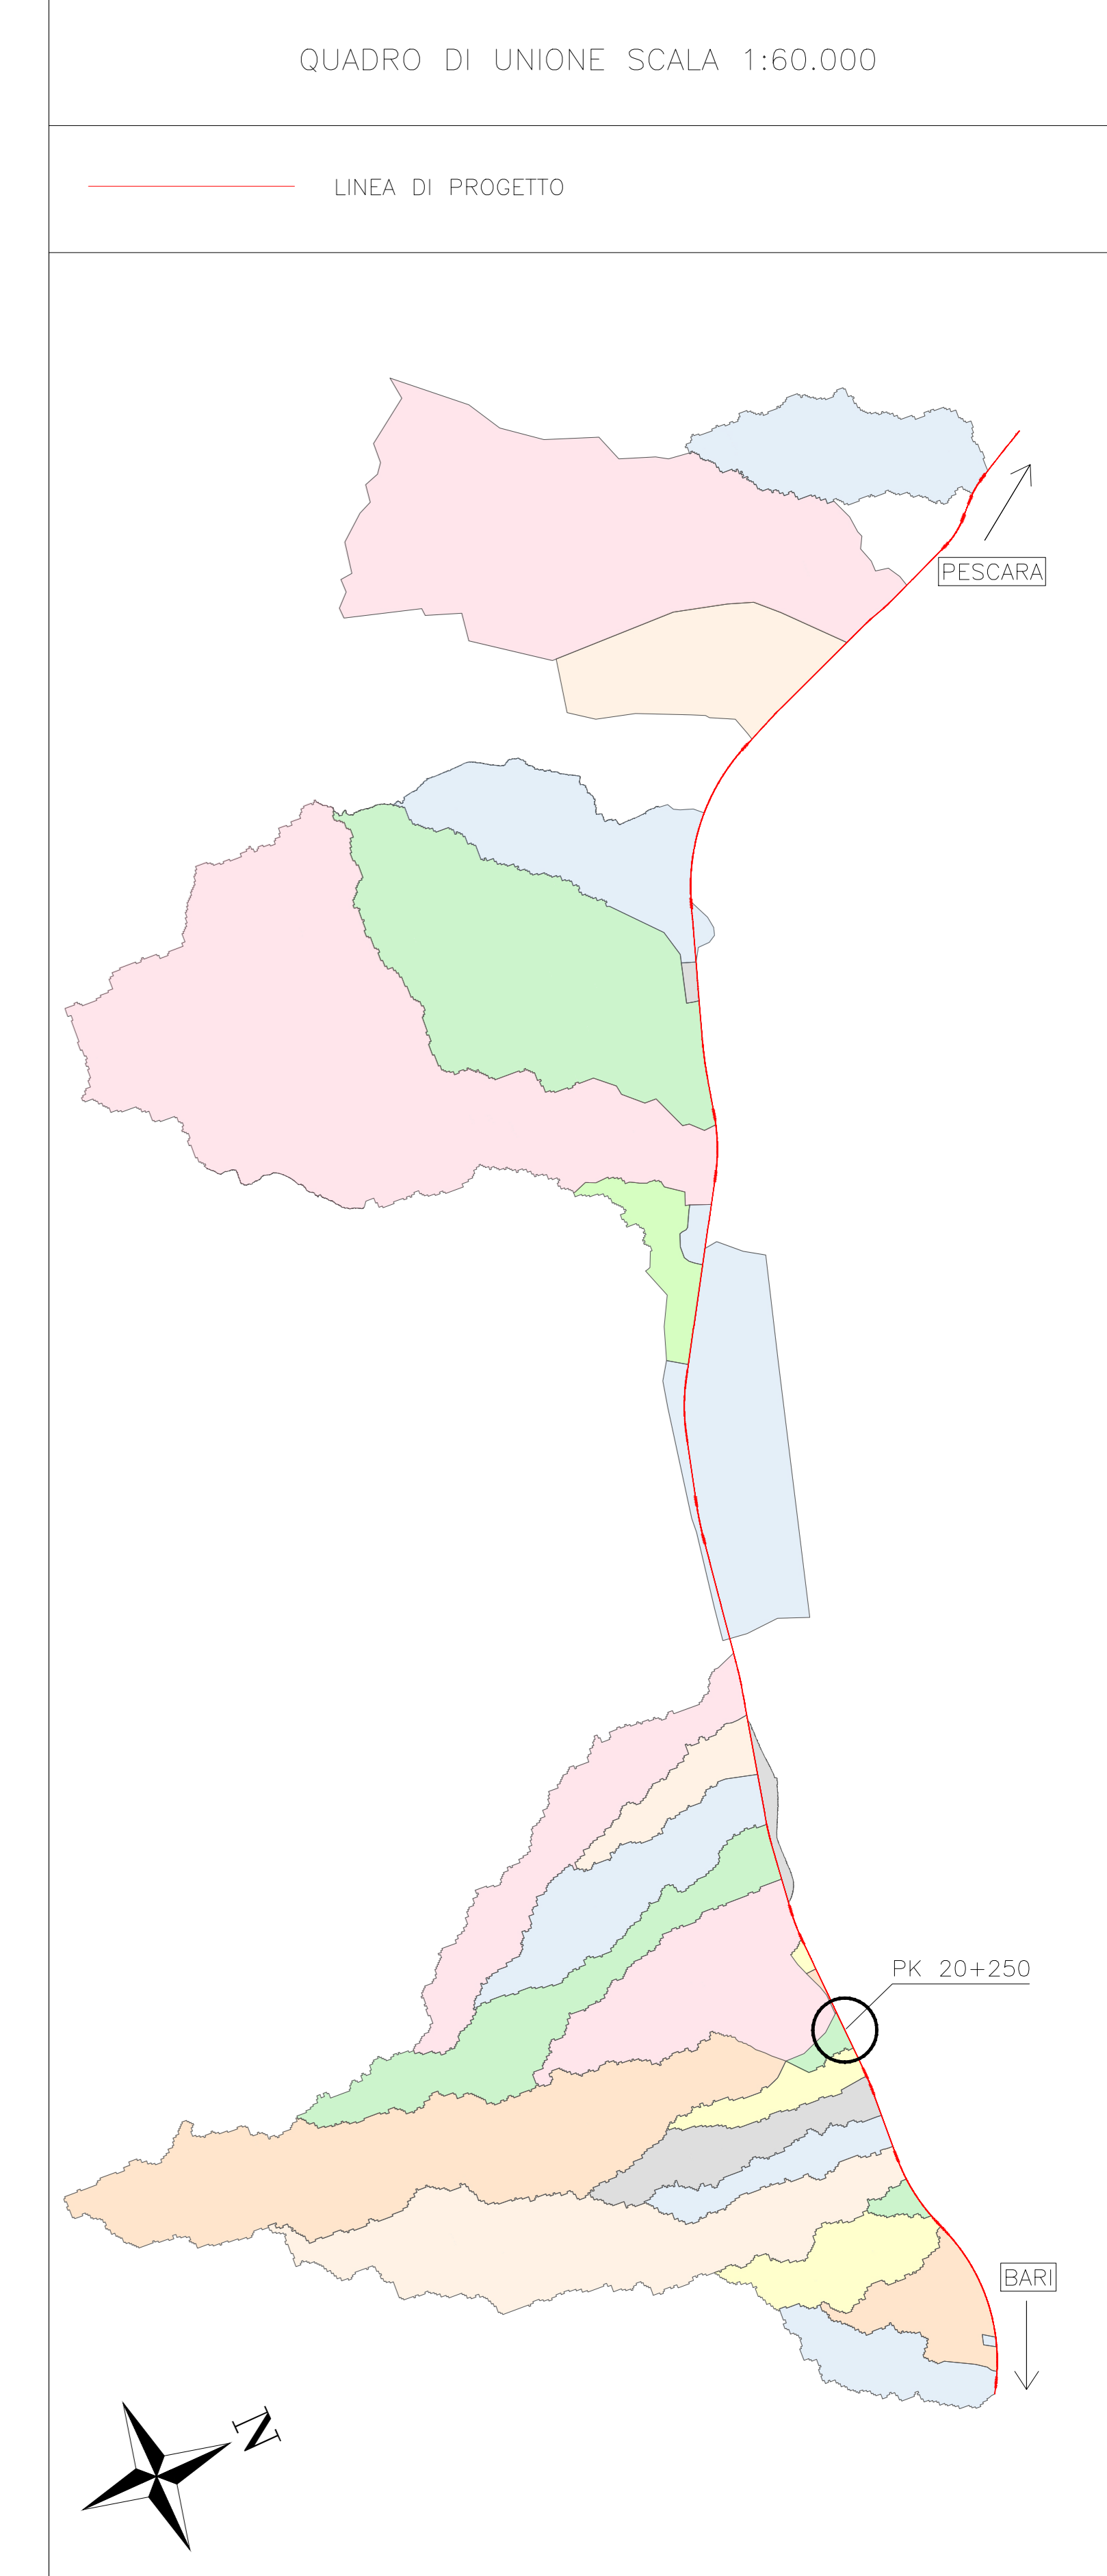 QUADRO DI UNIONE SCALA 1:60.000
LINEA DI PROGETTO
PESCARA
PK 20+250
BARI
N